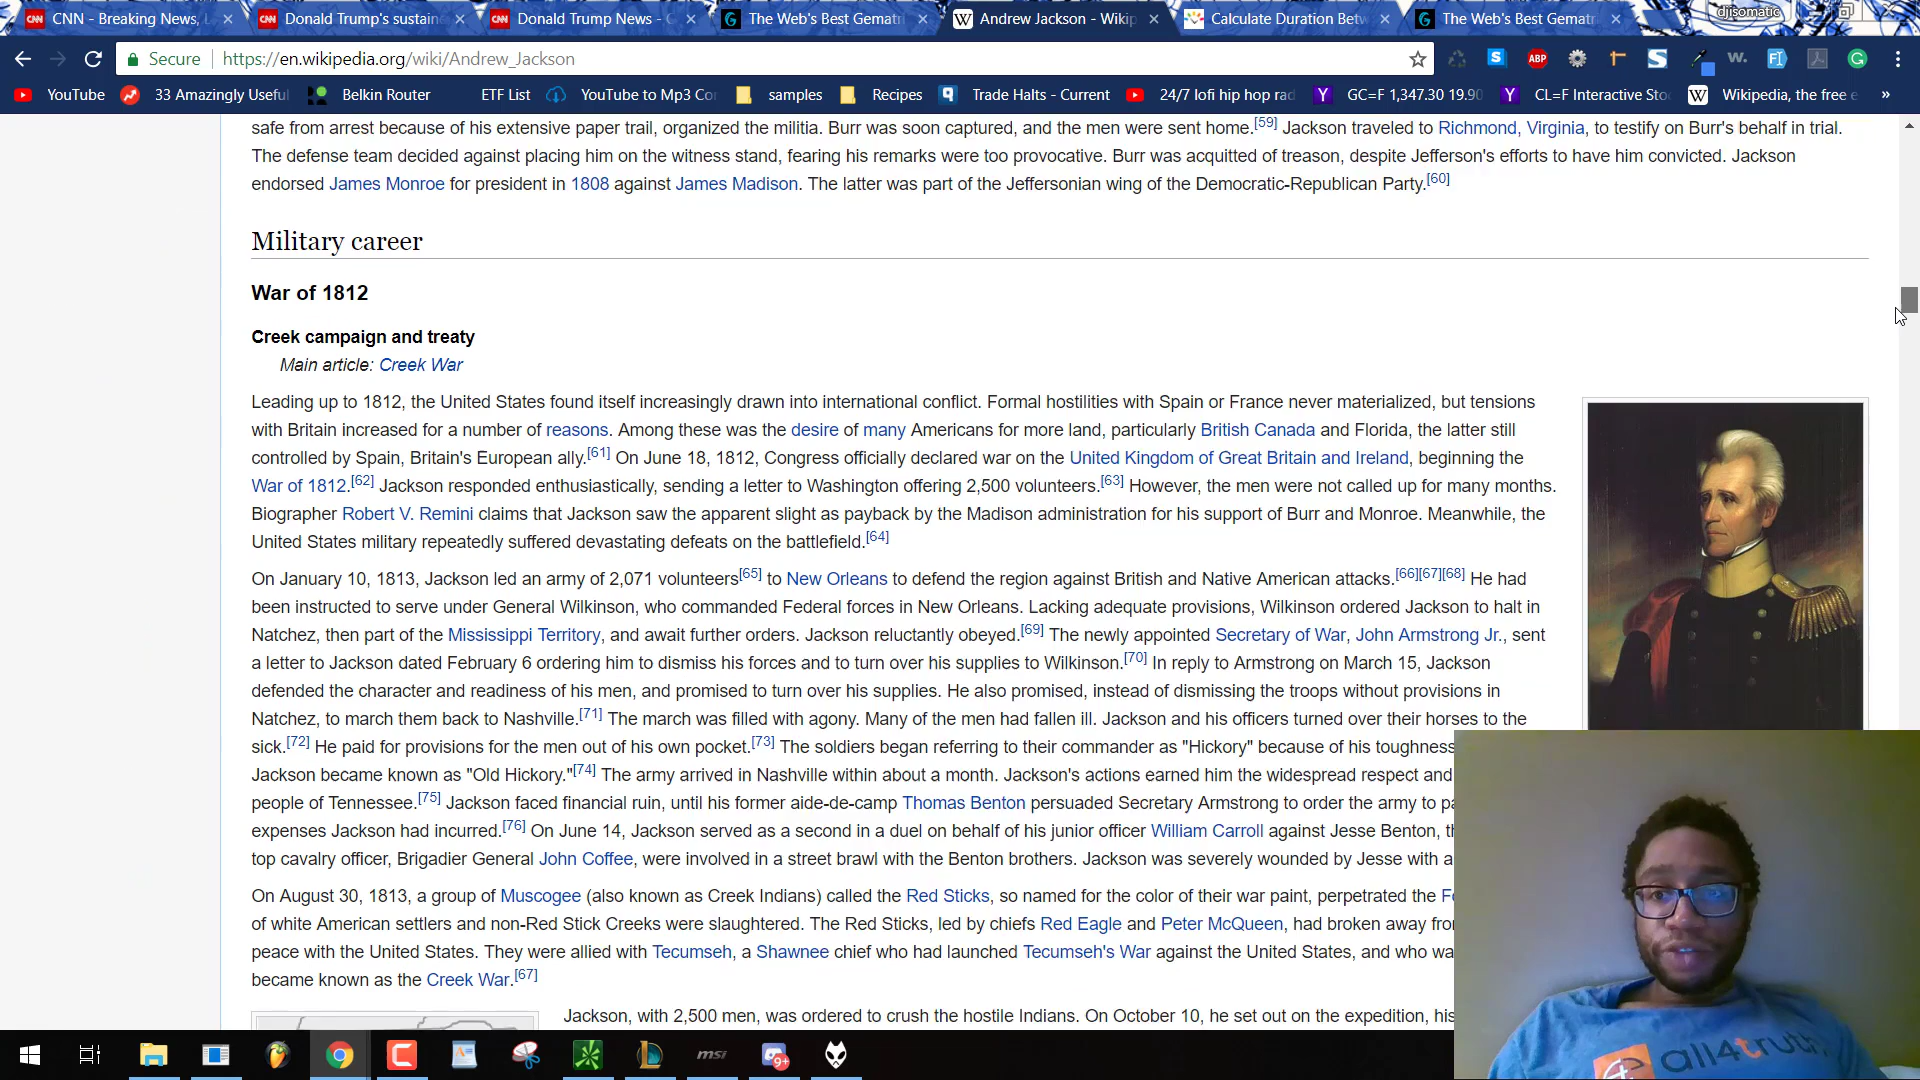 CNN - Breaking News, L
Donald Trump's sustain
Donald Trump News - C
The Web's Best Gematr
Andrew Jackson - Wikip
Calculate Duration Betw
The Web's Best Gematr
djisomatic
Secure
https://en.wikipedia.org/wiki/Andrew_Jackson
YouTube
33 Amazingly Useful
Belkin Router
ETF List
YouTube to Mp3 Co
samples
Recipes
Trade Halts - Current
24/7 lofi hip hop rad
GC=F 1,347.30 19.90
CL=F Interactive Sto
Wikipedia, the free e
safe from arrest because of his extensive paper trail, organized the militia. Burr was soon captured, and the men were sent home.[59] Jackson traveled to Richmond, Virginia, to testify on Burr's behalf in trial.
The defense team decided against placing him on the witness stand, fearing his remarks were too provocative. Burr was acquitted of treason, despite Jefferson's efforts to have him convicted. Jackson
endorsed James Monroe for president in 1808 against James Madison. The latter was part of the Jeffersonian wing of the Democratic-Republican Party.[60]
Military career
War of 1812
Creek campaign and treaty
Main article: Creek War
Leading up to 1812, the United States found itself increasingly drawn into international conflict. Formal hostilities with Spain or France never materialized, but tensions
with Britain increased for a number of reasons. Among these was the desire of many Americans for more land, particularly British Canada and Florida, the latter still
controlled by Spain, Britain's European ally.[61] On June 18, 1812, Congress officially declared war on the United Kingdom of Great Britain and Ireland, beginning the
War of 1812.[62] Jackson responded enthusiastically, sending a letter to Washington offering 2,500 volunteers.[63] However, the men were not called up for many months.
Biographer Robert V. Remini claims that Jackson saw the apparent slight as payback by the Madison administration for his support of Burr and Monroe. Meanwhile, the
United States military repeatedly suffered devastating defeats on the battlefield.[64]
On January 10, 1813, Jackson led an army of 2,071 volunteers[65] to New Orleans to defend the region against British and Native American attacks.[66][67][68] He had
been instructed to serve under General Wilkinson, who commanded Federal forces in New Orleans. Lacking adequate provisions, Wilkinson ordered Jackson to halt in
Natchez, then part of the Mississippi Territory, and await further orders. Jackson reluctantly obeyed.[69] The newly appointed Secretary of War, John Armstrong Jr., sent
a letter to Jackson dated February 6 ordering him to dismiss his forces and to turn over his supplies to Wilkinson.[70] In reply to Armstrong on March 15, Jackson
defended the character and readiness of his men, and promised to turn over his supplies. He also promised, instead of dismissing the troops without provisions in
Natchez, to march them back to Nashville.[71] The march was filled with agony. Many of the men had fallen ill. Jackson and his officers turned over their horses to the
sick.[72] He paid for provisions for the men out of his own pocket.[73] The soldiers began referring to their commander as "Hickory" because of his toughness
Jackson became known as "Old Hickory."[74] The army arrived in Nashville within about a month. Jackson's actions earned him the widespread respect and
people of Tennessee.[75] Jackson faced financial ruin, until his former aide-de-camp Thomas Benton persuaded Secretary Armstrong to order the army to pa
expenses Jackson had incurred.[76] On June 14, Jackson served as a second in a duel on behalf of his junior officer William Carroll against Jesse Benton, th
top cavalry officer, Brigadier General John Coffee, were involved in a street brawl with the Benton brothers. Jackson was severely wounded by Jesse with a
On August 30, 1813, a group of Muscogee (also known as Creek Indians) called the Red Sticks, so named for the color of their war paint, perpetrated the Fo
of white American settlers and non-Red Stick Creeks were slaughtered. The Red Sticks, led by chiefs Red Eagle and Peter McQueen, had broken away from
peace with the United States. They were allied with Tecumseh, a Shawnee chief who had launched Tecumseh's War against the United States, and who wa
became known as the Creek War.[67]
Jackson, with 2,500 men, was ordered to crush the hostile Indians. On October 10, he set out on the expedition, his
all4truth
msi
9+